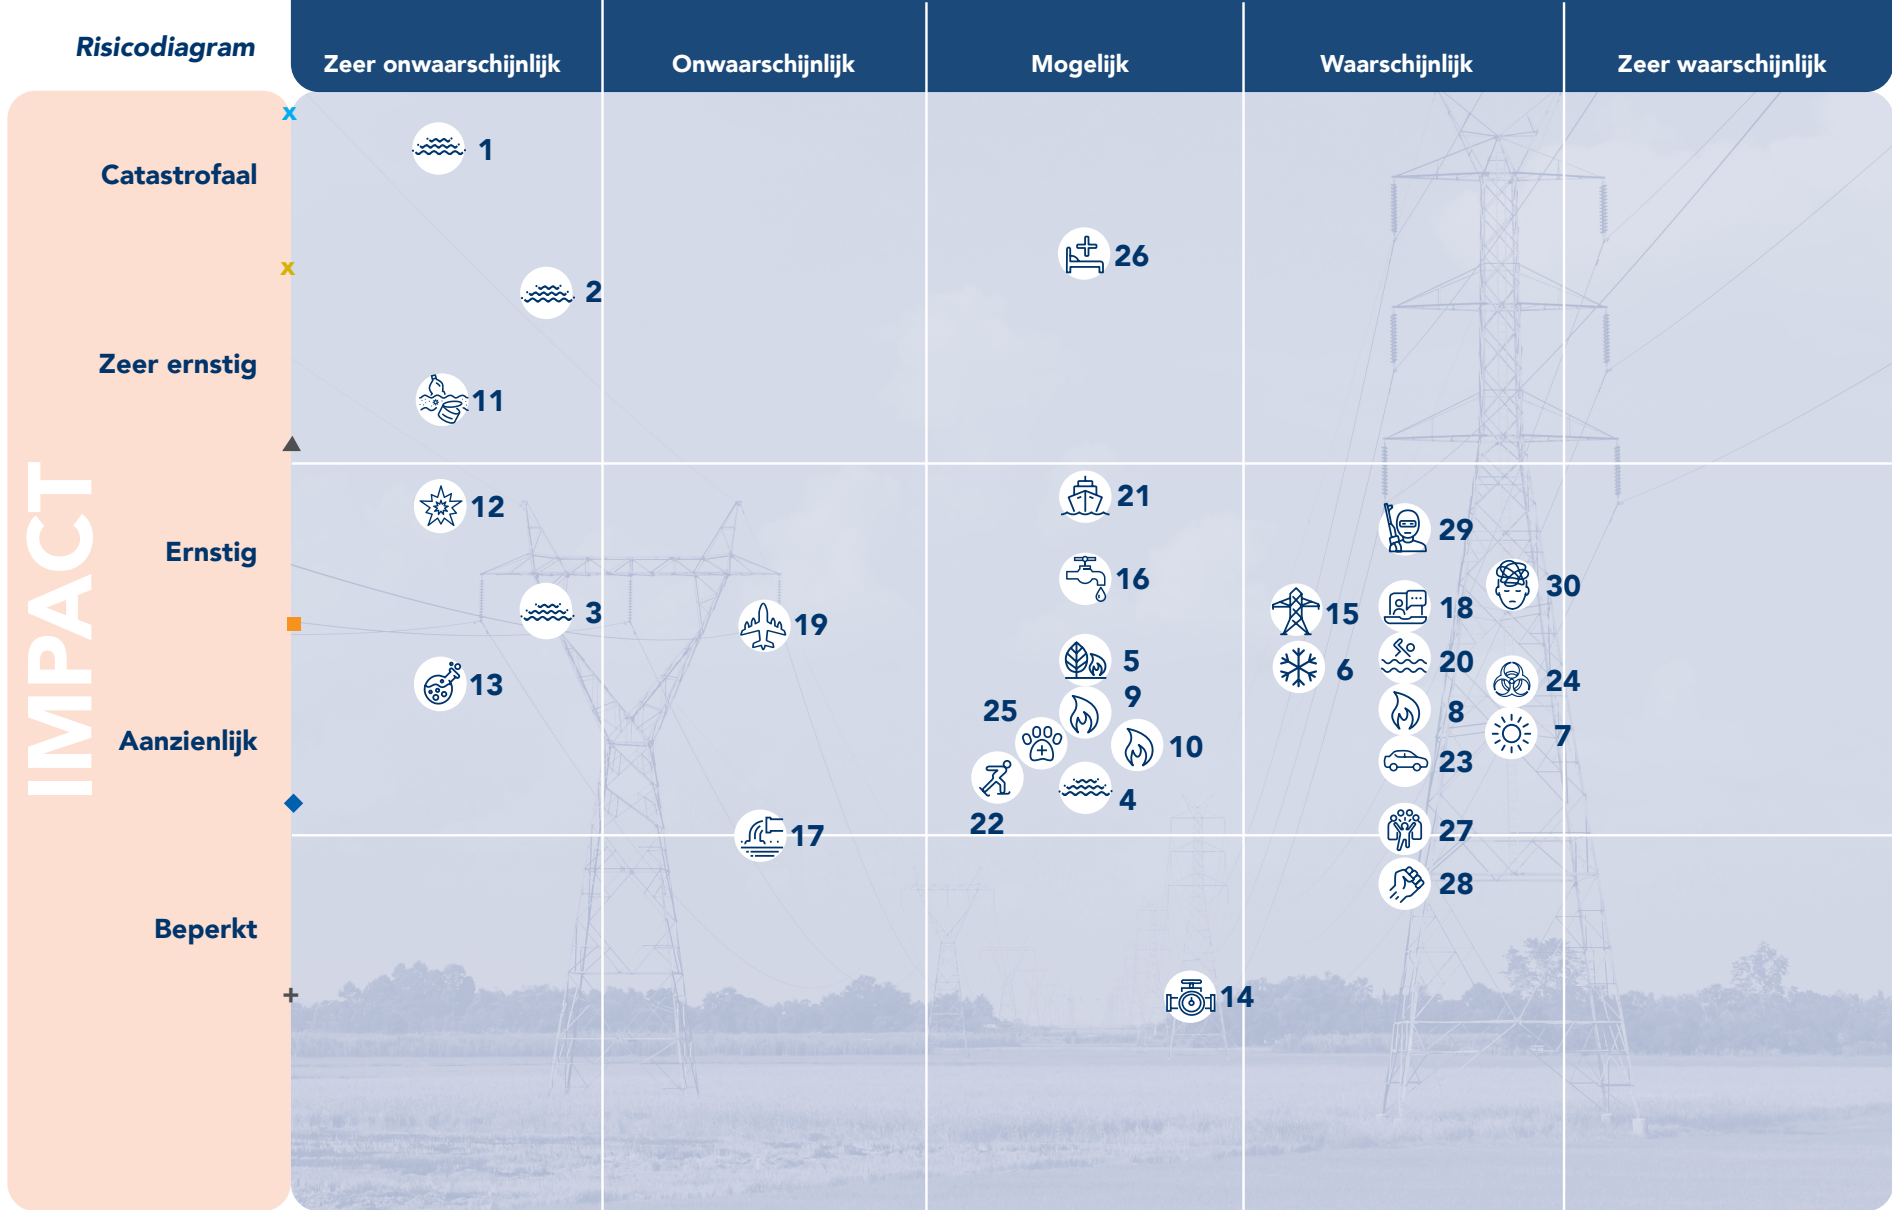 Risicodiagram
Zeer onwaarschijnlijk
Onwaarschijnlijk
Mogelijk
Waarschijnlijk
Zeer waarschijnlijk
IMPACT
Catastrofaal
Zeer ernstig
Ernstig
Aanzienlijk
Beperkt
x
x
+
1
26
2
11
21
12
29
16
30
18
15
3
19
5
20
6
24
13
9
25
8
7
10
23
4
22
27
17
28
14